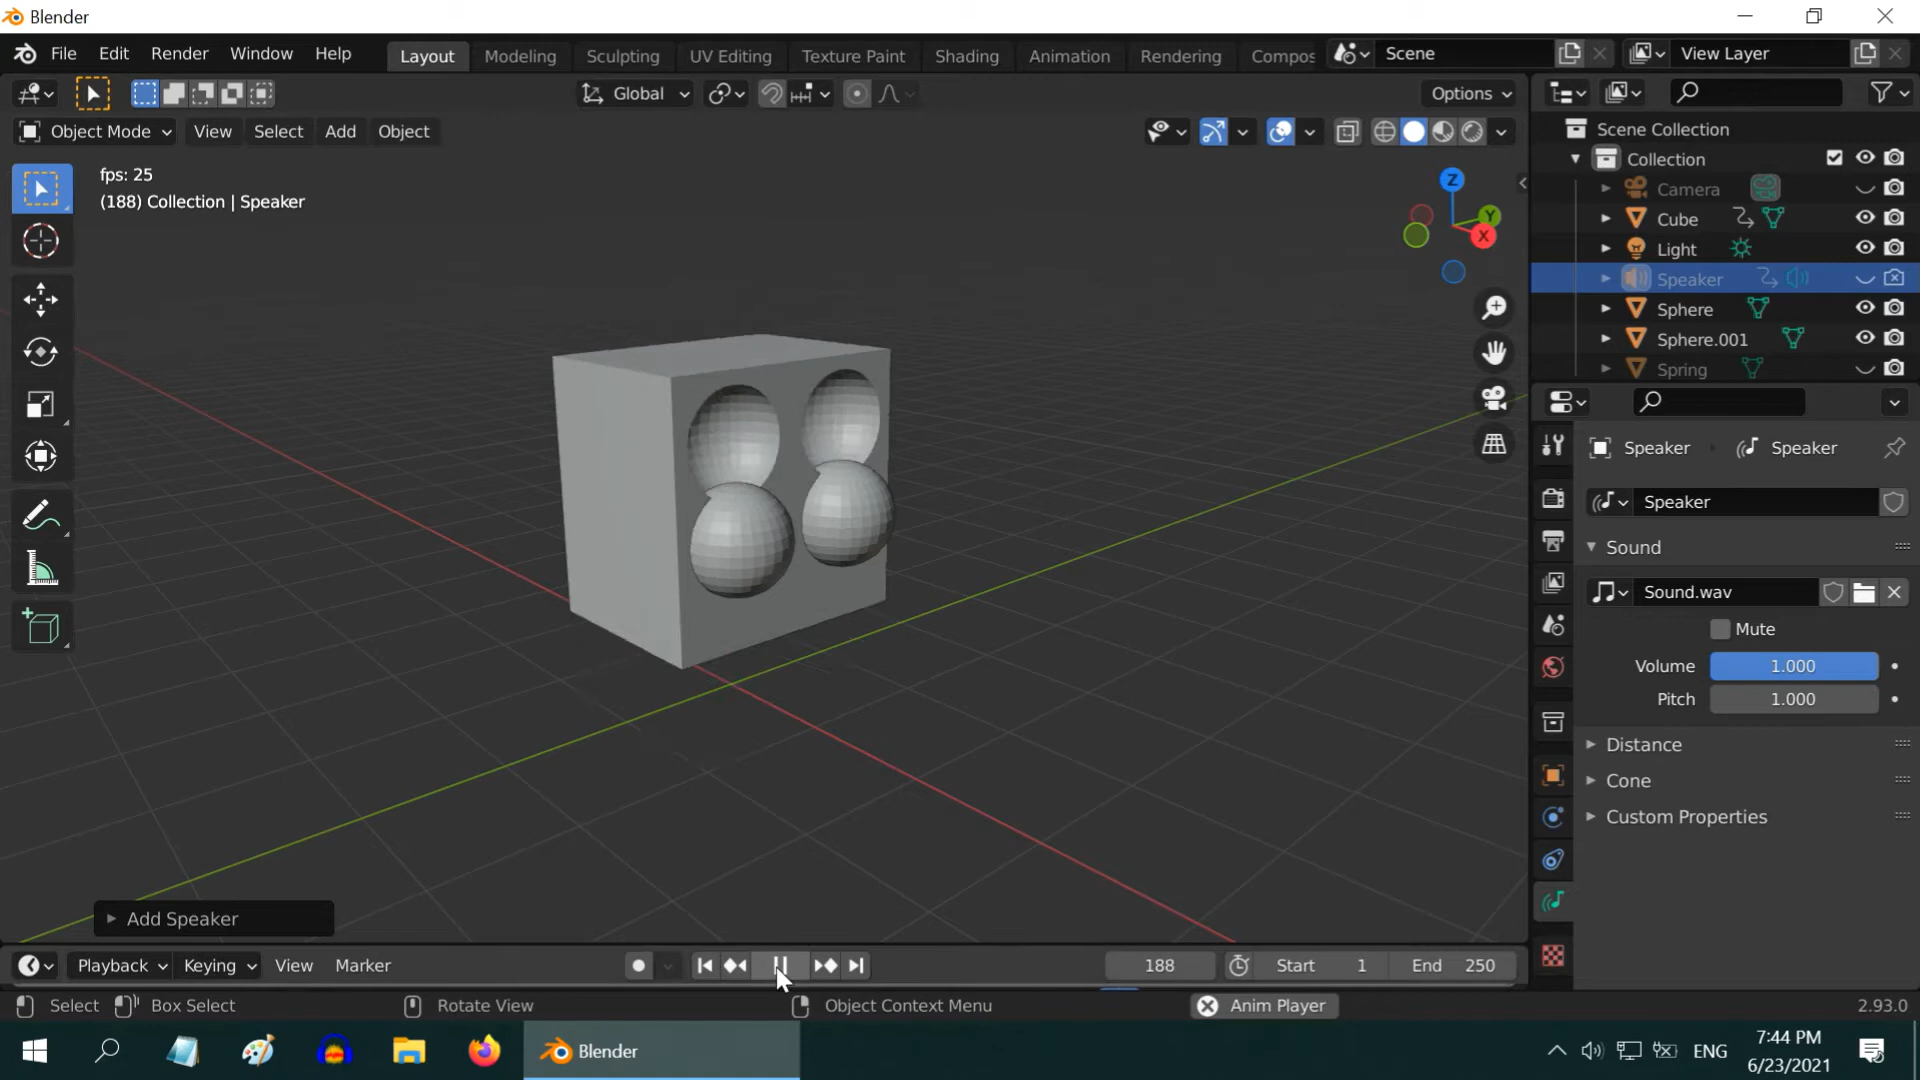 Blender
File Edit Render Window Help Layout Modeling Sculpting UV Editing Texture Paint Shading Animation Rendering Compos Scene View Layer
Global Options
Object Mode View Select Add Object
fps: 25
(188) Collection | Speaker
Z
Y
X
Scene Collection
Collection
Camera
Cube
Light
Speaker
Sphere
Sphere.001
Spring
Speaker Speaker
Speaker
Sound
Sound.wav
Mute
Volume 1.000
Pitch 1.000
Distance
Cone
Custom Properties
Add Speaker
Playback Keying View Marker 188 Start 1 End 250
Select Box Select Rotate View Object Context Menu Anim Player 2.93.0
Blender ENG 7:44 PM
6/23/2021